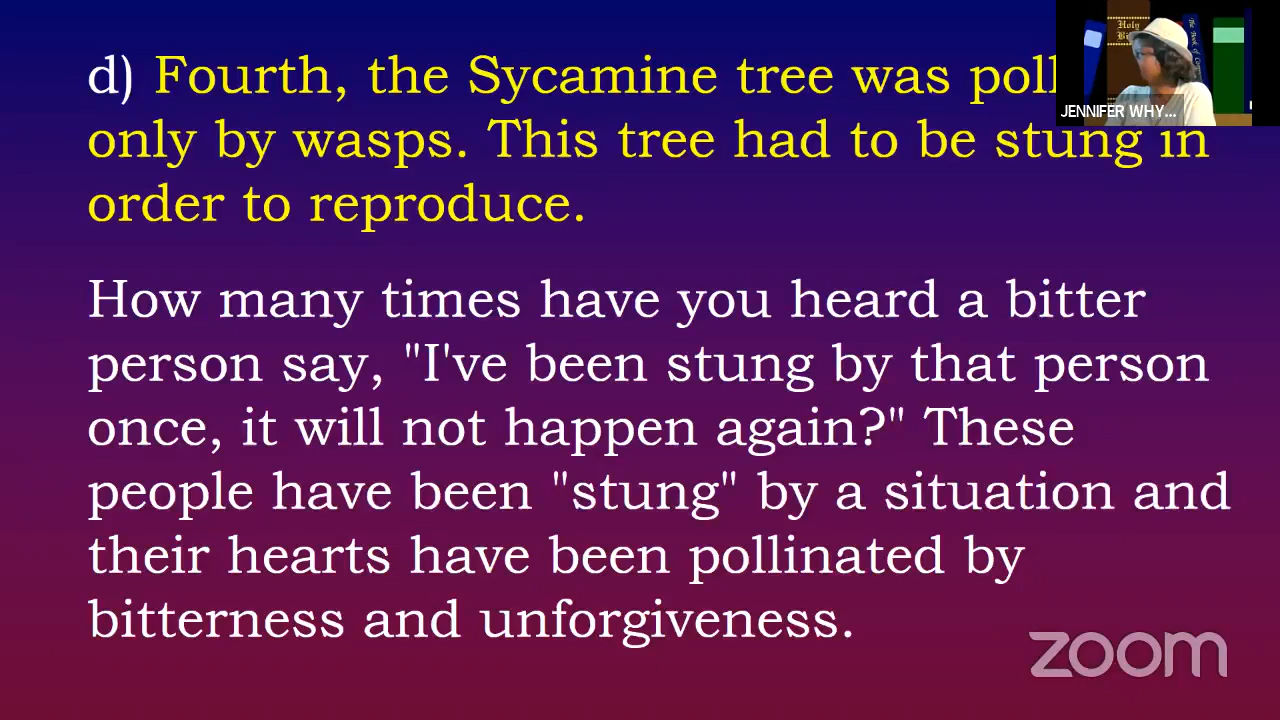 d) Fourth, the Sycamine tree was poll
only by wasps. This tree had to be stung in
order to reproduce.
How many times have you heard a bitter
person say, "I've been stung by that person
once, it will not happen again?" These
people have been "stung" by a situation and
their hearts have been pollinated by
bitterness and unforgiveness.
Holy
JENNIFER WHY...
zoom